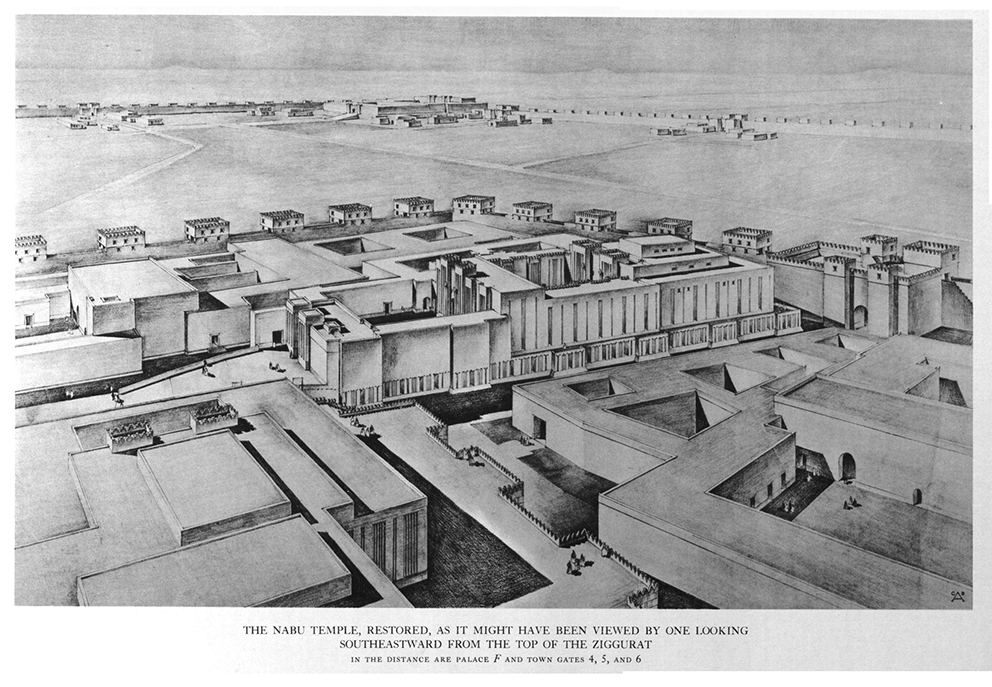 THE NABU TEMPLE, RESTORED, AS IT MIGHT HAVE BEEN VIEWED BY ONE LOOKING
SOUTHEASTWARD FROM THE TOP OF THE ZIGGURAT
IN THE DISTANCE ARE PALACE F AND TOWN GATES 4, 5, AND 6